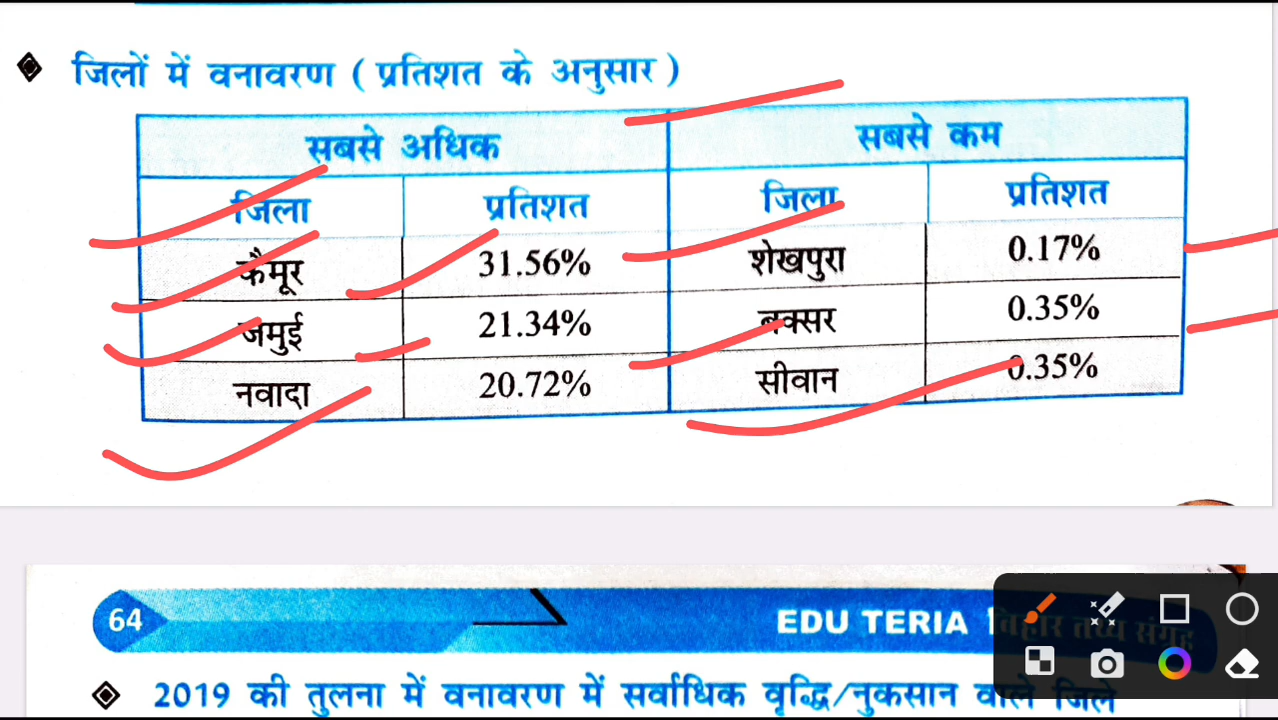 जिलों में वनावरण ( प्रतिशत के अनुसार )
सबसे अधिक सबसे कम
जिला प्रतिशत जिला प्रतिशत
कैमूर 31.56% शेखपुरा 0.17%
जमुई 21.34% बक्सर 0.35%
नवादा 20.72% सीवान 0.35%
64 EDU TERIA बिहार तथ्य संग्रह
2019 की तुलना में वनावरण में सर्वाधिक वृद्धि/नुकसान वाले जिले